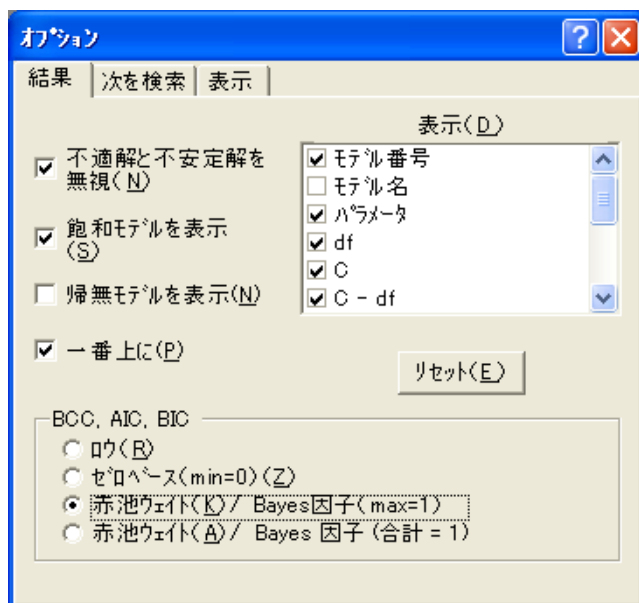 オプション
結果 次を検索 表示
表示(D)
不適解と不安定解を
無視(N)
飽和モデルを表示
(S)
帰無モデルを表示(N)
一番上に(P)
モデル番号
モデル名
パラメータ
df
C
C - df
リセット(E)
BCC, AIC, BIC
ロウ(R)
ゼロベース(min=0)(Z)
赤池ウェイト(K)/ Bayes因子(max=1)
赤池ウェイト(A)/ Bayes 因子 (合計 = 1)